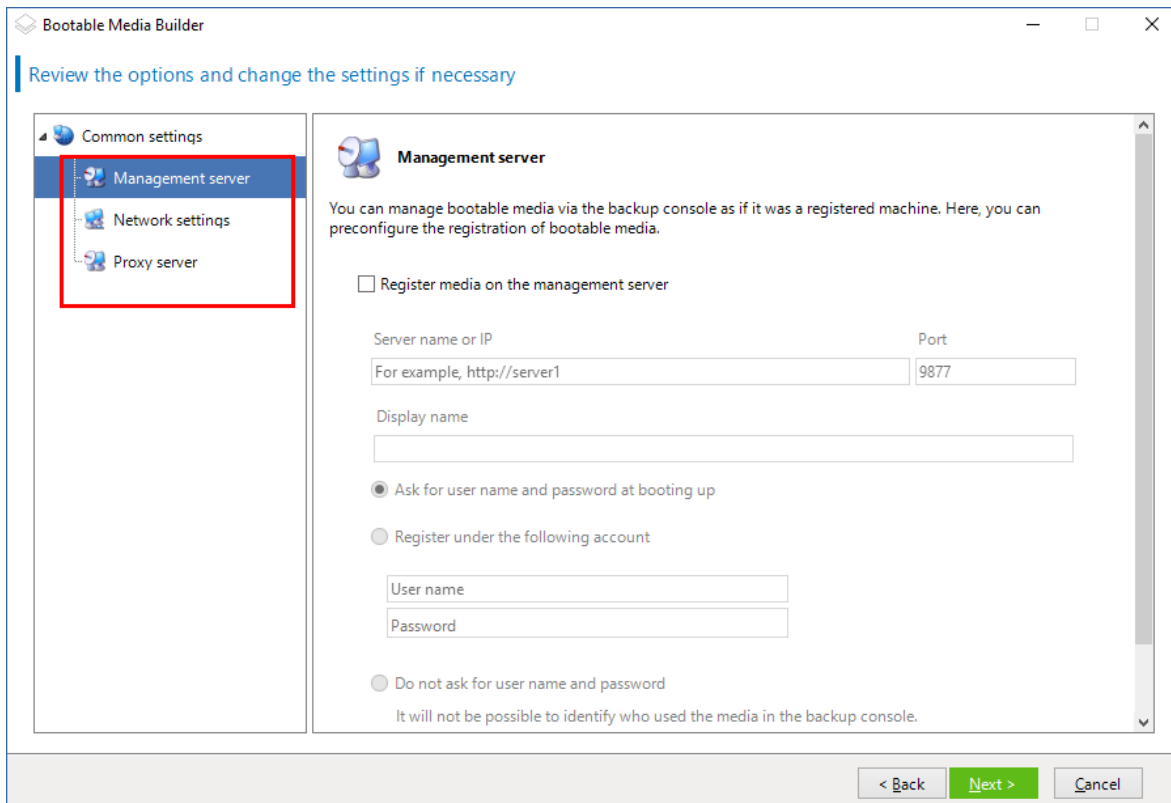 Bootable Media Builder
Review the options and change the settings if necessary
Common settings
Management server
Network settings
Proxy server
Management server
You can manage bootable media via the backup console as if it was a registered machine. Here, you can
preconfigure the registration of bootable media.
Register media on the management server
Server name or IP
Port
For example, http://server1
9877
Display name
Ask for user name and password at booting up
Register under the following account
User name
Password
Do not ask for user name and password
It will not be possible to identify who used the media in the backup console.
< Back
Next >
Cancel